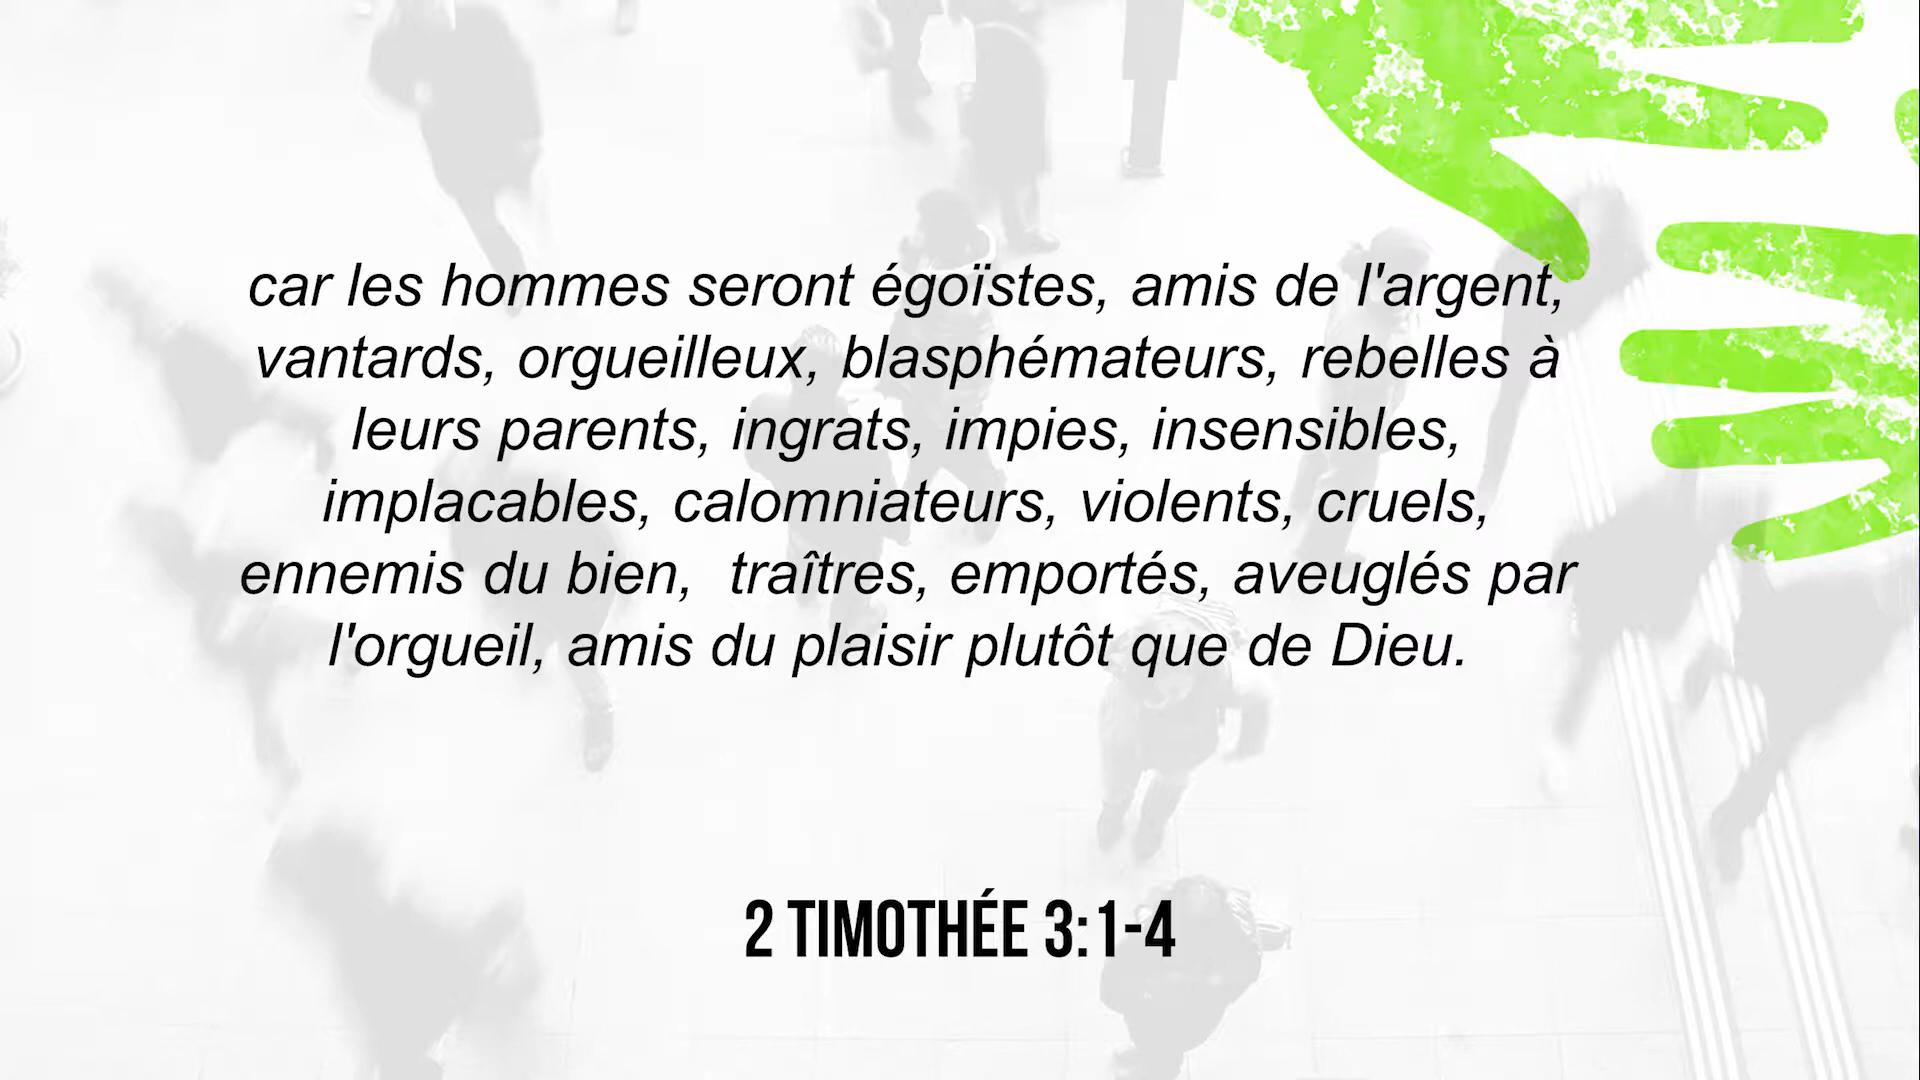 car les hommes seront égoïstes, amis de l'argent,
vantards, orgueilleux, blasphémateurs, rebelles à
leurs parents, ingrats, impies, insensibles,
implacables, calomniateurs, violents, cruels,
ennemis du bien,  traîtres, emportés, aveuglés par
l'orgueil, amis du plaisir plutôt que de Dieu.
2 TIMOTHÉE 3:1-4